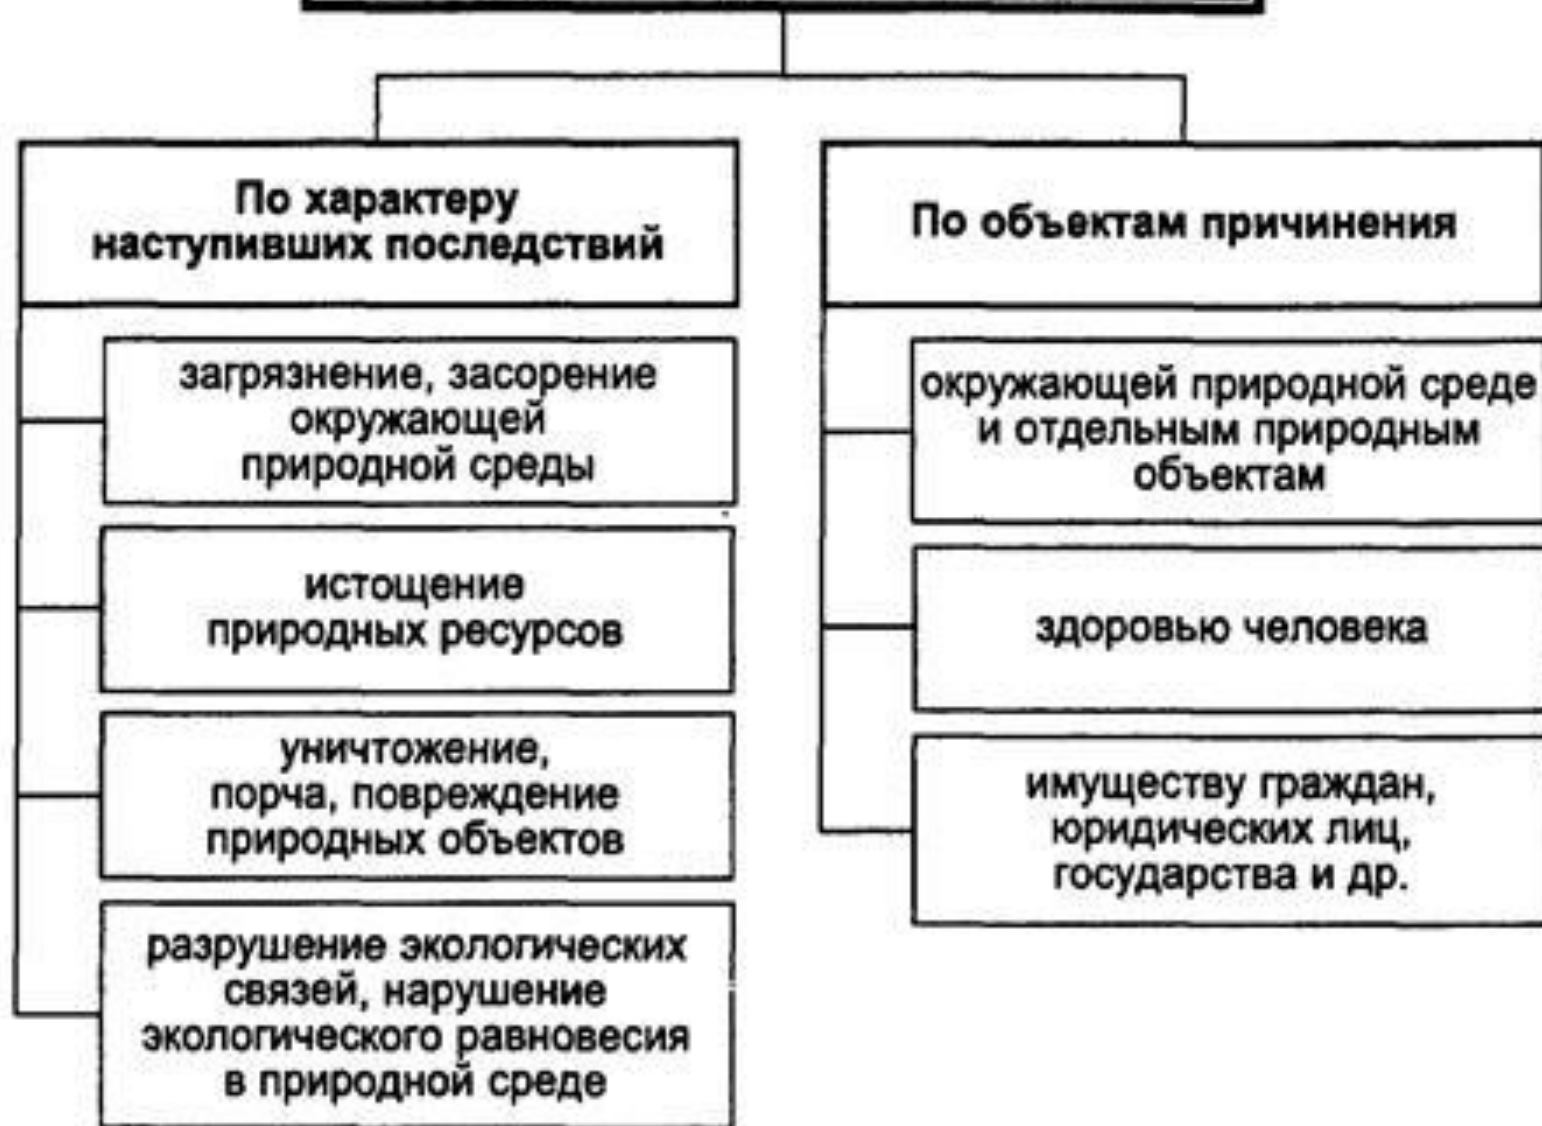 По характеру
наступивших последствий
загрязнение, засорение
окружающей
природной среды
истощение
природных ресурсов
уничтожение,
порча, повреждение
природных объектов
разрушение экологических
связей, нарушение
экологического равновесия
в природной среде
По объектам причинения
окружающей природной среде
и отдельным природным
объектам
здоровью человека
имуществу граждан,
юридических лиц,
государства и др.